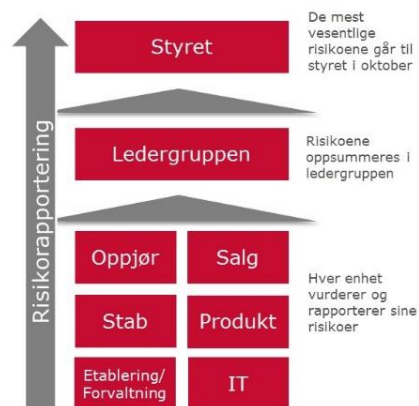 Risikorapportering
Styret
De mest
vesentlige
risikoene går til
styret i oktober
Ledergruppen
Risikoene
oppsummeres i
ledergruppen
Oppjør
Salg
Stab
Produkt
Etablering/
Forvaltning
IT
Hver enhet
vurderer og
rapporterer sine
risikoer